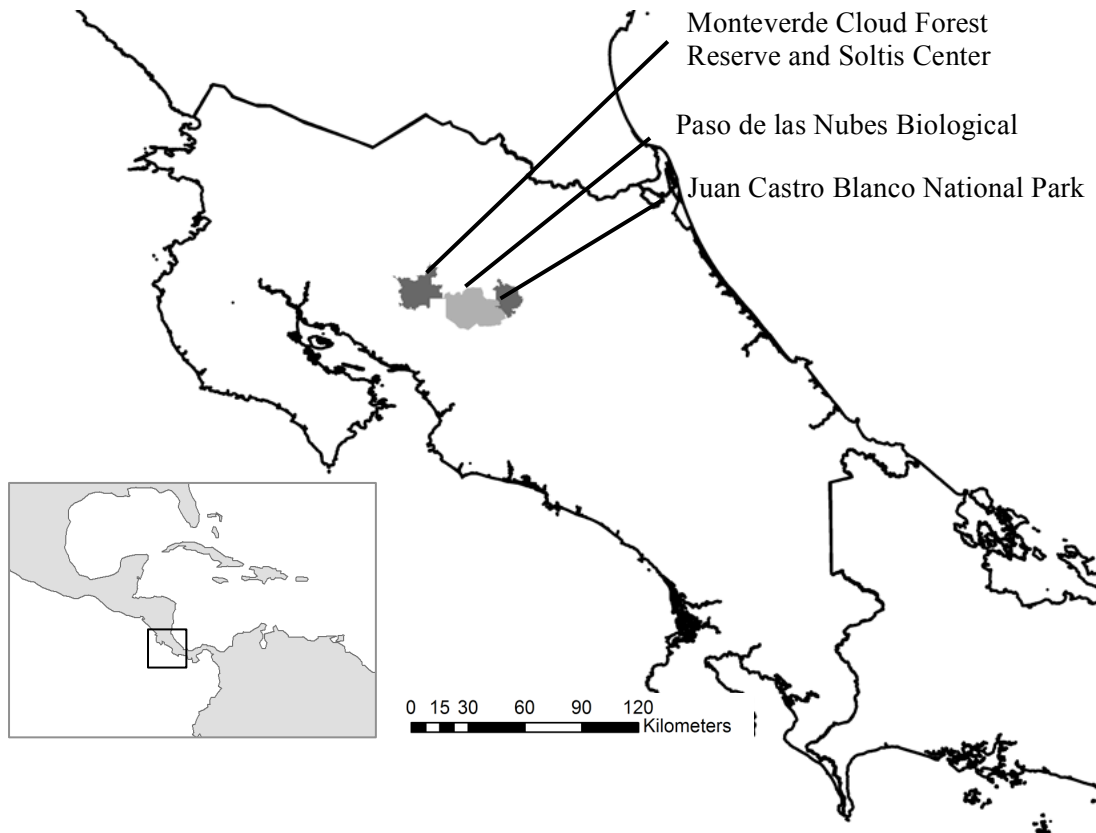 Monteverde Cloud Forest
Reserve and Soltis Center
Paso de las Nubes Biological
Juan Castro Blanco National Park
0 15 30 60 90 120
Kilometers